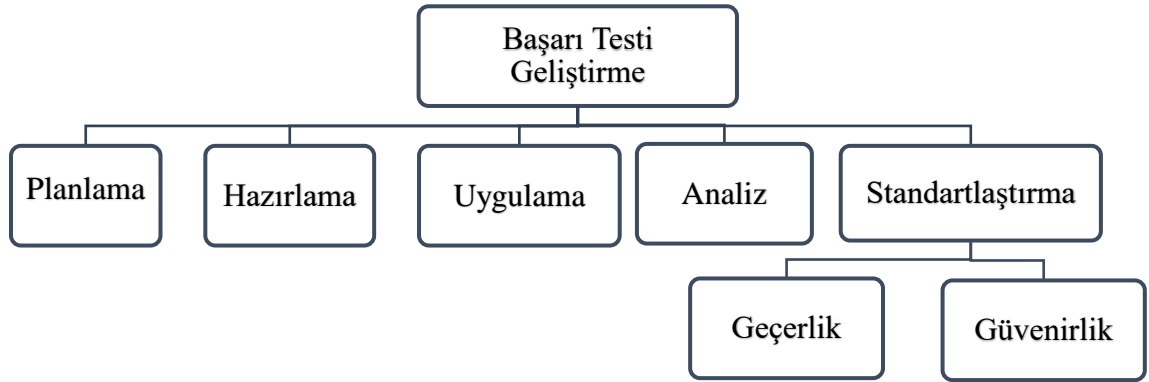 Başarı Testi
Geliştirme
Planlama
Hazırlama
Uygulama
Analiz
Standartlaştırma
Geçerlik
Güvenirlik